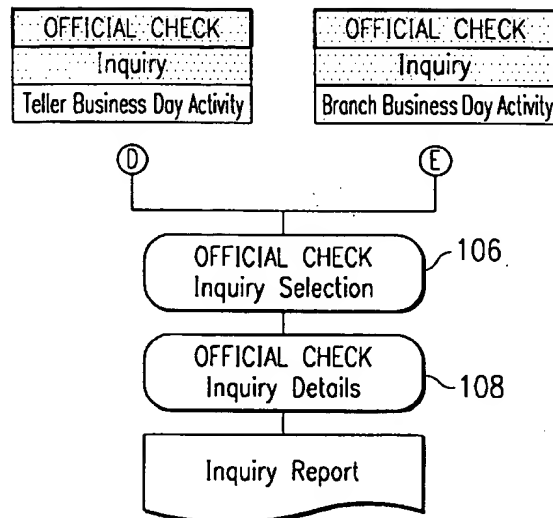 OFFICIAL CHECK
Inquiry
Teller Business Day Activity
OFFICIAL CHECK
Inquiry
Branch Business Day Activity
D
E
OFFICIAL CHECK
Inquiry Selection
106
OFFICIAL CHECK
Inquiry Details
108
Inquiry Report